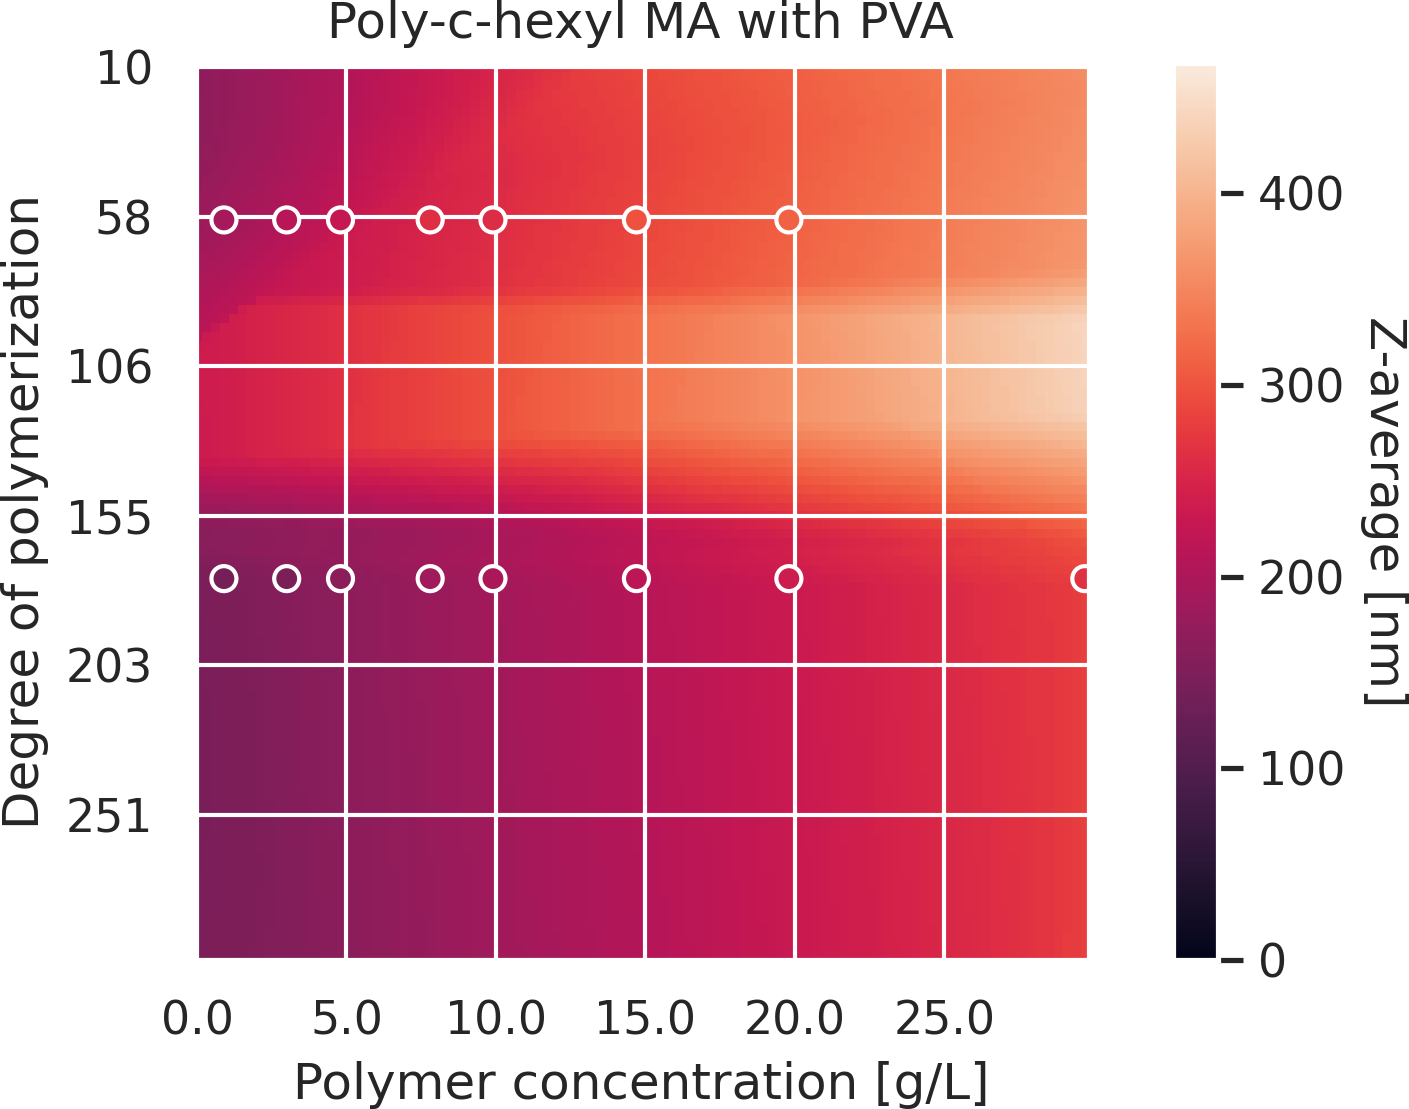 Poly-c-hexyl MA with PVA
10
58
106
155
203
251
Degree of polymerization
0.0 5.0 10.0 15.0 20.0 25.0
Polymer concentration [g/L]
400
300
200
100
0
Z-average [nm]